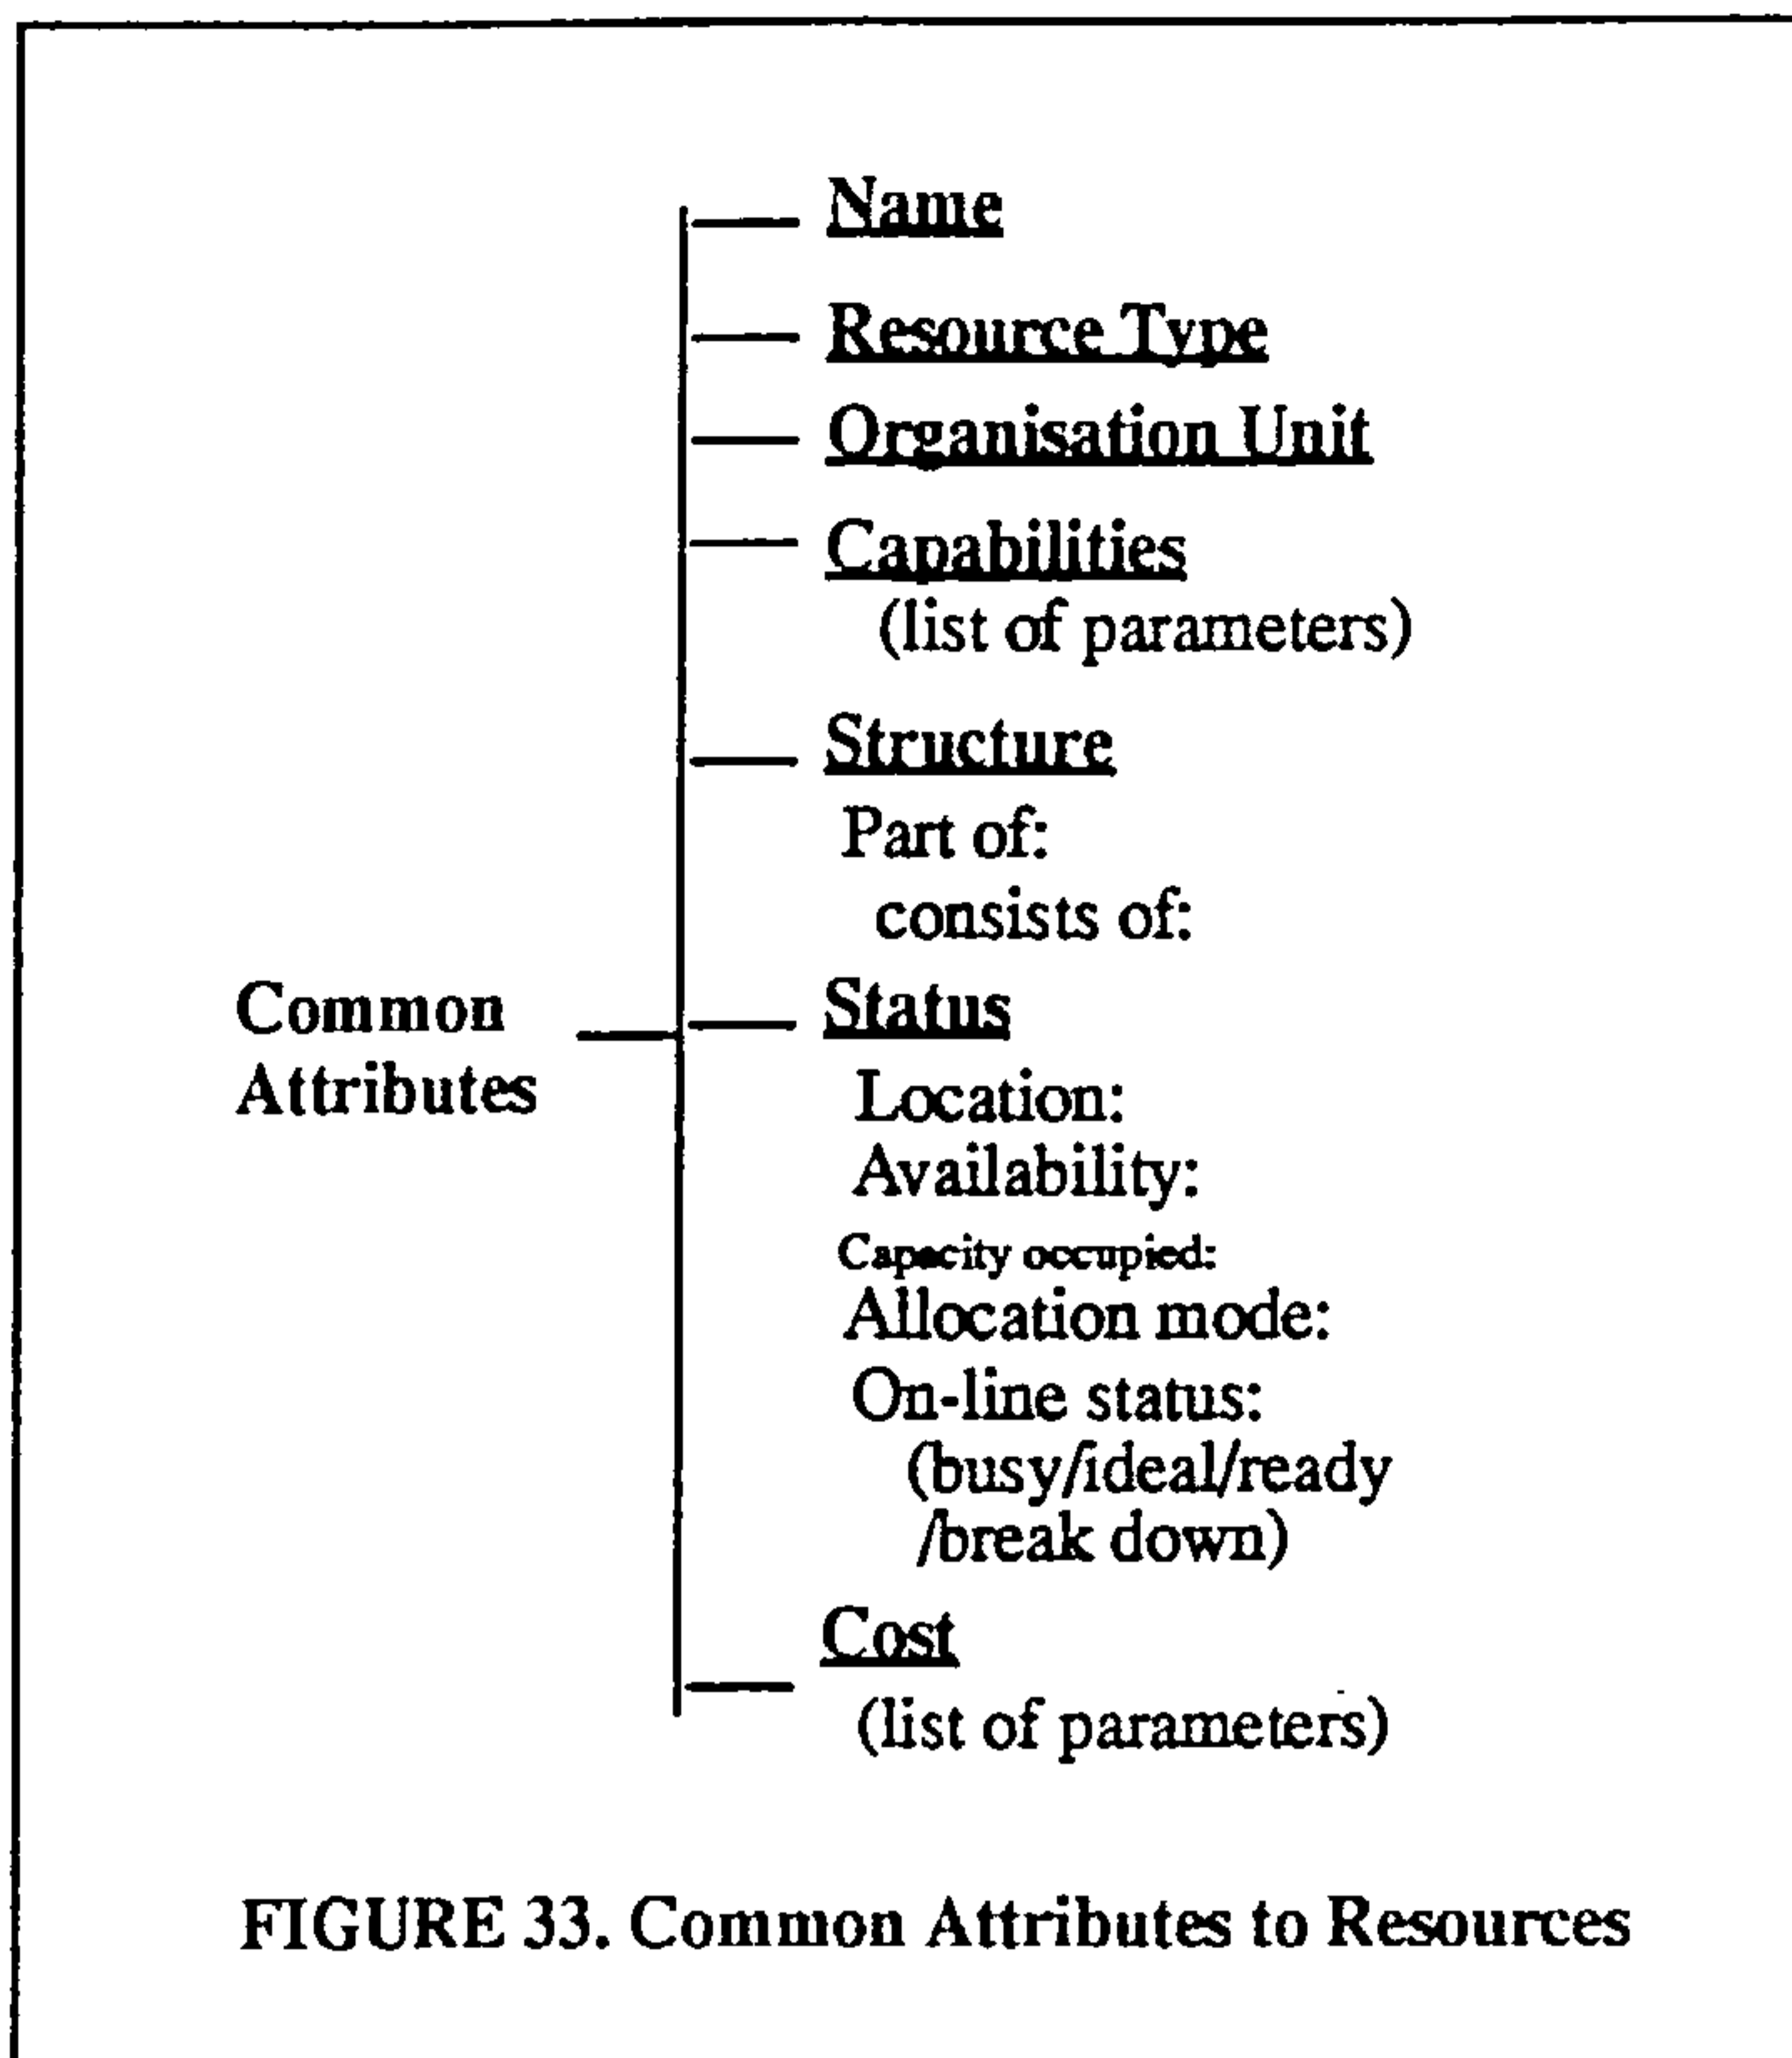 Name
Resource Type
Organisation Unit
Capabilities
(list of parameters)
Structure
Part of:
consists of:
Common
Attributes
Status
Location:
Availability:
Capacity occupied:
Allocation mode:
On-line status:
(busy/ideal/ready
/break down)
Cost
(list of parameters)
FIGURE 33. Common Attributes to Resources